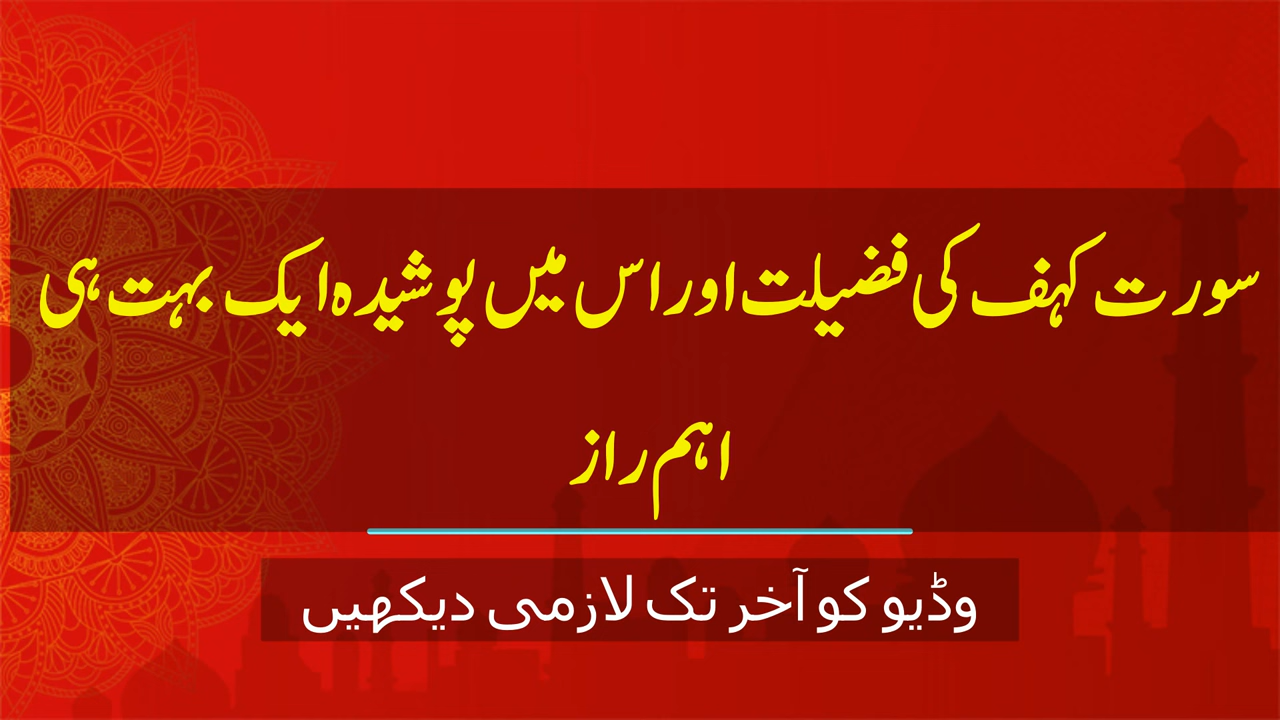 سورت کہف کی فضیلت اور اس میں پوشیدہ ایک بہت ہی
اہم راز
وڈیو کو آخر تک لازمی دیکھیں